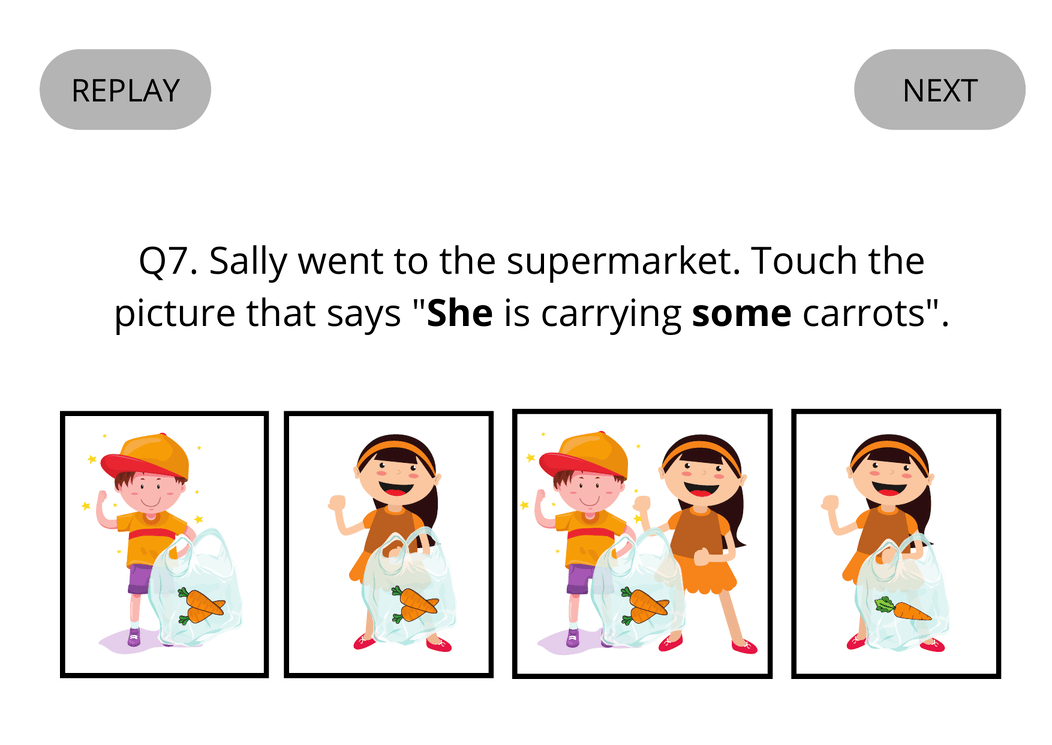 REPLAY
NEXT
Q7. Sally went to the supermarket. Touch the
picture that says "She is carrying some carrots".